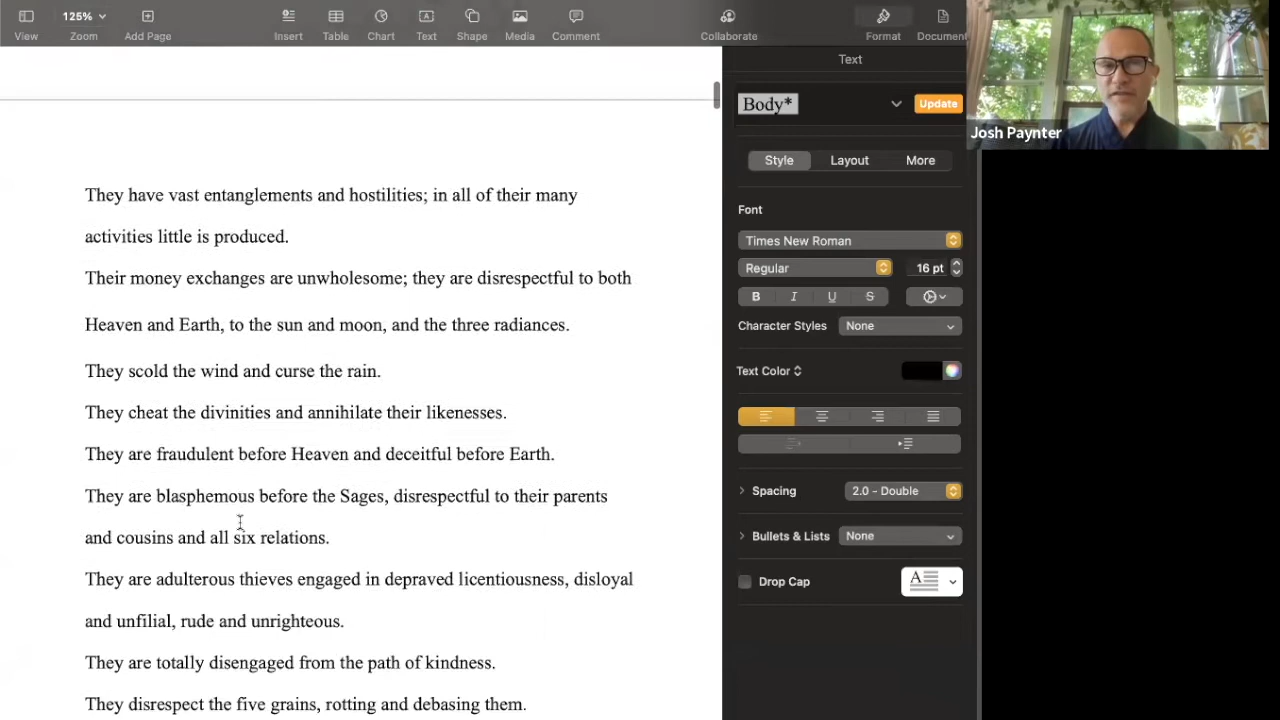 125%
View
Zoom
Add Page
Insert
Table
Chart
Text
Shape
Media
Comment
Collaborate
Format
Document
Text
Body*
Update
Style
Layout
More
Font
Times New Roman
Regular
16 pt
B I U S
Character Styles
None
Text Color
Spacing
2.0 - Double
Bullets & Lists
None
Drop Cap
A
Josh Paynter
They have vast entanglements and hostilities; in all of their many
activities little is produced.
Their money exchanges are unwholesome; they are disrespectful to both
Heaven and Earth, to the sun and moon, and the three radiances.
They scold the wind and curse the rain.
They cheat the divinities and annihilate their likenesses.
They are fraudulent before Heaven and deceitful before Earth.
They are blasphemous before the Sages, disrespectful to their parents
and cousins and all six relations.
They are adulterous thieves engaged in depraved licentiousness, disloyal
and unfilial, rude and unrighteous.
They are totally disengaged from the path of kindness.
They disrespect the five grains, rotting and debasing them.